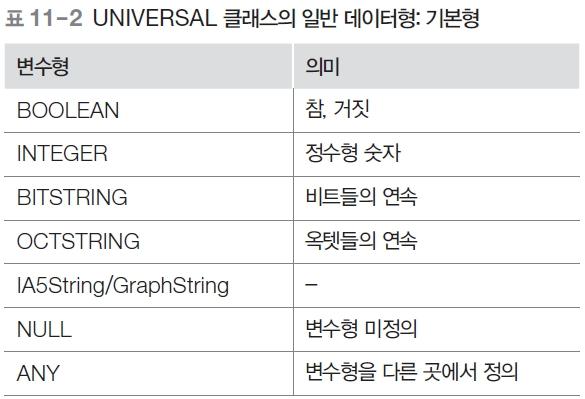 표 11-2 UNIVERSAL 클래스의 일반 데이터형: 기본형
변수형 의미
BOOLEAN 참, 거짓
INTEGER 정수형 숫자
BITSTRING 비트들의 연속
OCTSTRING 옥텟들의 연속
IA5String/GraphString –
NULL 변수형 미정의
ANY 변수형을 다른 곳에서 정의